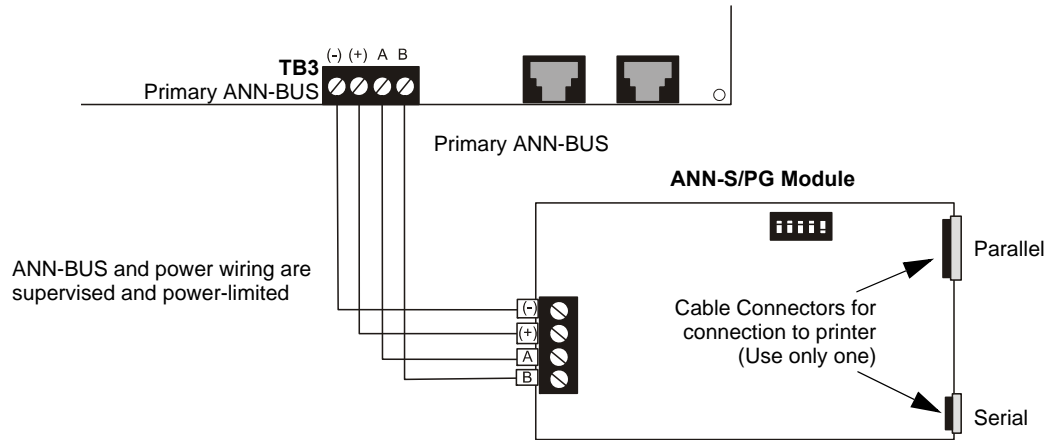 (-) (+) A B
TB3
Primary ANN-BUS
Primary ANN-BUS
ANN-S/PG Module
Parallel
ANN-BUS and power wiring are
supervised and power-limited
(-)
(+)
A
B
Cable Connectors for
connection to printer
(Use only one)
Serial